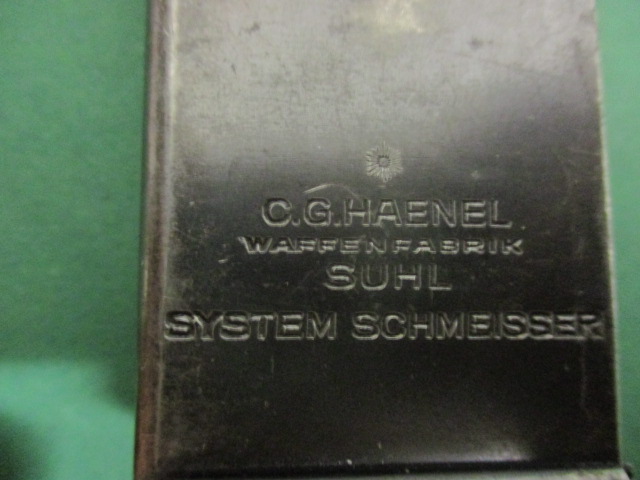 C.G.HAENEL
WAFFENFABRIK
SUHL
SYSTEM SCHMEISSER